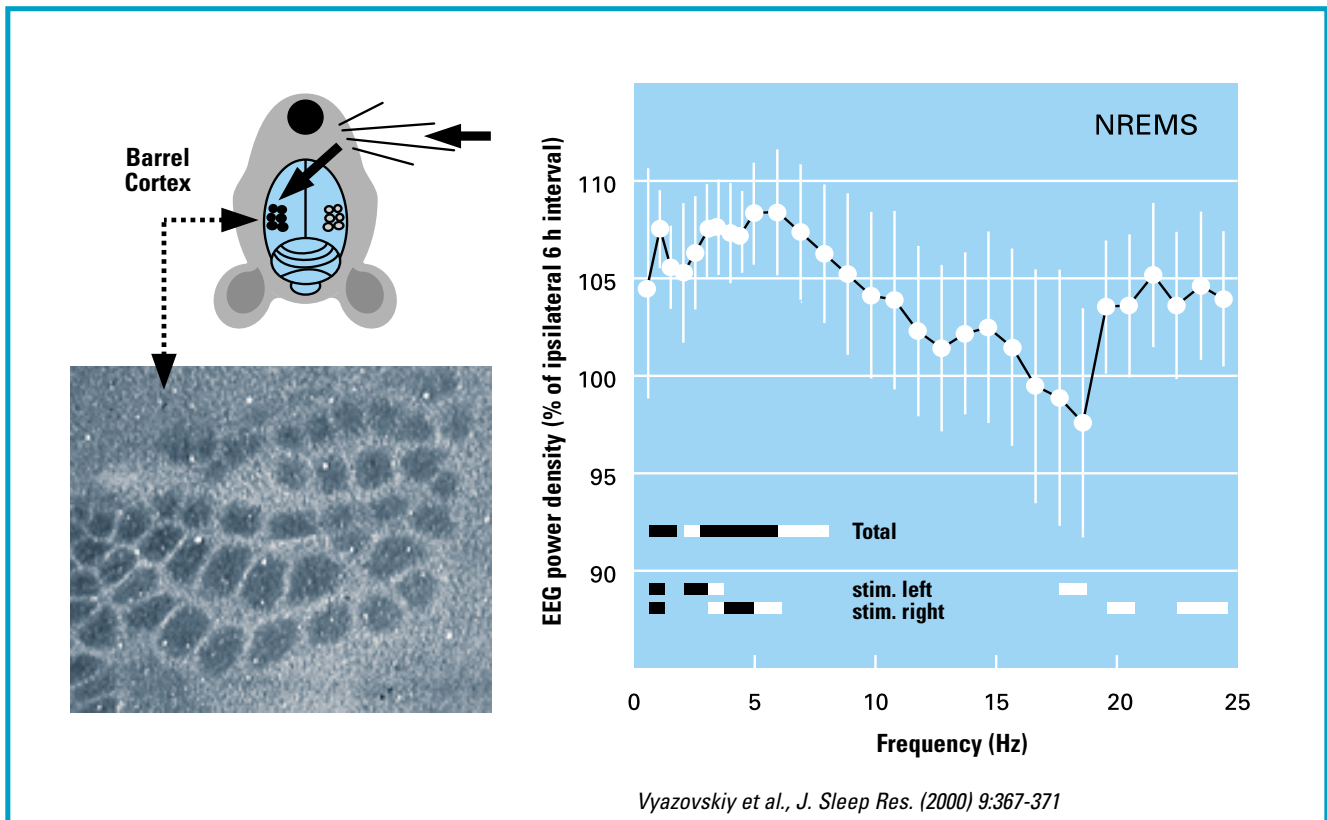 Barrel
Cortex
EEG power density (% of ipsilateral 6 h interval)
NREMS
110
105
100
95
90
Total
stim. left
stim. right
0 5 10 15 20 25
Frequency (Hz)
Vyazovskiy et al., J. Sleep Res. (2000) 9:367-371